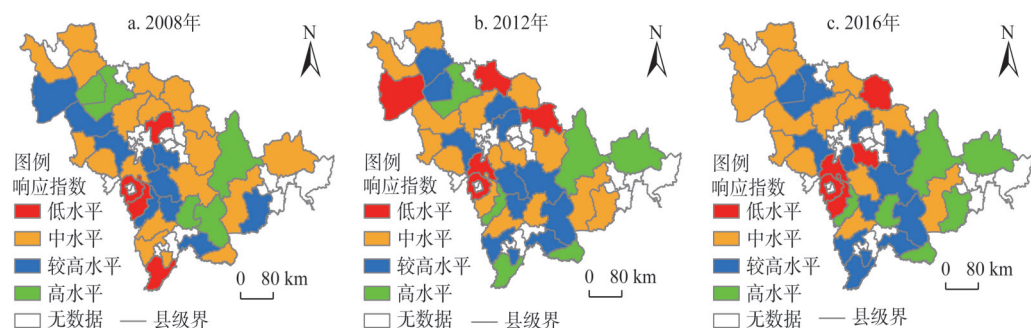 a. 2008年
N
图例
响应指数
低水平
中水平
较高水平
高水平
无数据
县级界
0 80 km
b. 2012年
N
图例
响应指数
低水平
中水平
较高水平
高水平
无数据
县级界
0 80 km
c. 2016年
N
图例
响应指数
低水平
中水平
较高水平
高水平
无数据
县级界
0 80 km